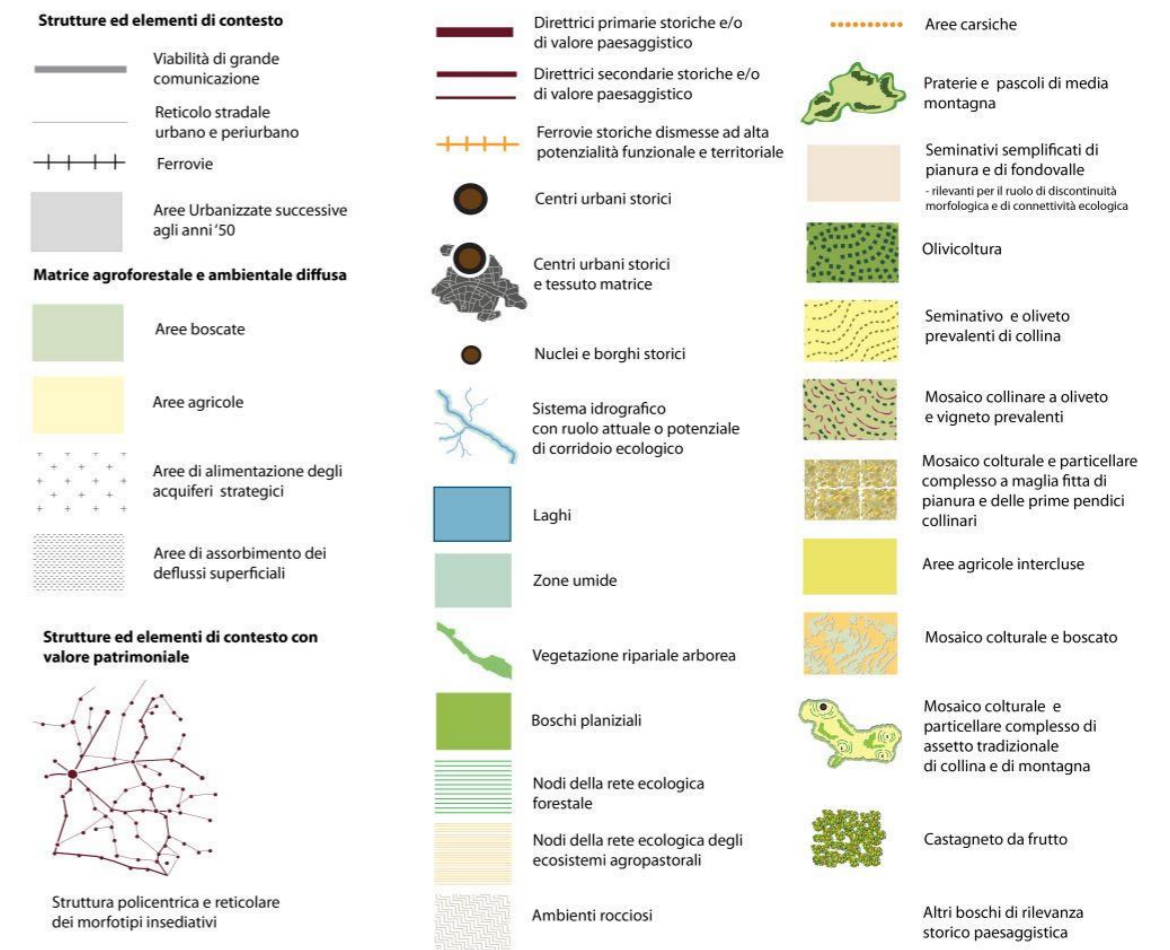 Strutture ed elementi di contesto
Viabilità di grande
comunicazione
Reticolo stradale
urbano e periurbano
Ferrovie
Aree Urbanizzate successive
agli anni '50
Matrice agroforestale e ambientale diffusa
Aree boscate
Aree agricole
Aree di alimentazione degli
acquiferi strategici
Aree di assorbimento dei
deflussi superficiali
Strutture ed elementi di contesto con
valore patrimoniale
Struttura policentrica e reticolare
dei morfotipi insediativi
Direttrici primarie storiche e/o
di valore paesaggistico
Direttrici secondarie storiche e/o
di valore paesaggistico
Ferrovie storiche dismesse ad alta
potenzialità funzionale e territoriale
Centri urbani storici
Centri urbani storici
e tessuto matrice
Nuclei e borghi storici
Sistema idrografico
con ruolo attuale o potenziale
di corridoio ecologico
Laghi
Zone umide
Vegetazione ripariale arborea
Boschi planiziali
Nodi della rete ecologica
forestale
Nodi della rete ecologica degli
ecosistemi agropastorali
Ambienti rocciosi
Aree carsiche
Praterie e pascoli di media
montagna
Seminativi semplificati di
pianura e di fondovalle
- rilevanti per il ruolo di discontinuità
morfologica e di connettività ecologica
Olivicoltura
Seminativo e oliveto
prevalenti di collina
Mosaico collinare a oliveto
e vigneto prevalenti
Mosaico colturale e particellare
complesso a maglia fitta di
pianura e delle prime pendici
collinari
Aree agricole intercluse
Mosaico colturale e boscato
Mosaico colturale e
particellare complesso di
assetto tradizionale
di collina e di montagna
Castagneto da frutto
Altri boschi di rilevanza
storico paesaggistica